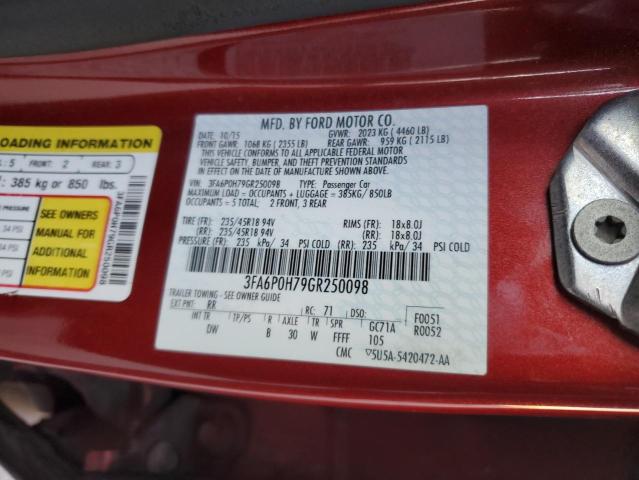 MFD. BY FORD MOTOR CO.
DATE: 10/15 GVWR: 2023 KG ( 4460 LB)
FRONT GAWR: 1068 KG ( 2355 LB) REAR GAWR: 959 KG ( 2115 LB)
THIS VEHICLE CONFORMS TO ALL APPLICABLE FEDERAL MOTOR
VEHICLE SAFETY, BUMPER, AND THEFT PREVENTION STANDARDS IN
EFFECT ON THE DATE OF MANUFACTURE SHOWN ABOVE.
VIN: 3FA6P0H79GR250098 TYPE: Passenger Car
MAXIMUM LOAD = OCCUPANTS + LUGGAGE = 385KG/850LB
OCCUPANTS = 5 TOTAL: 2 FRONT, 3 REAR
TIRE (FR): 235/45R18 94V RIMS (FR): 18x8.0J
(RR): 235/45R18 94V (RR): 18x8.0J
PRESSURE (FR): 235 kPa/ 34 PSI COLD (RR): 235 kPa/ 34 PSI COLD
3FA6P0H79GR250098
TRAILER TOWING - SEE OWNER GUIDE
EXT PNT: RR RC: 71 DSO: F0051
INT TR B R AXLE TR SPR GC71A R0052
DW B 30 W FFFF 105
CMC ▽5U5A-5420472-AA
OADING INFORMATION
: 5 FRONT: 2 REAR: 3
: 385 kg or 850 lbs.
PRESSURE
34 PSI
34 PSI
SEE OWNERS
MANUAL FOR
ADDITIONAL
INFORMATION
3FA6P0H79GR250098